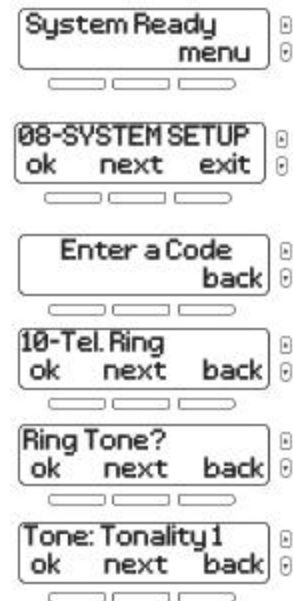 System Ready
menu
08-SYSTEM SETUP
ok next exit
Enter a Code
back
10-Tel. Ring
ok next back
Ring Tone?
ok next back
Tone: Tonality 1
ok next back